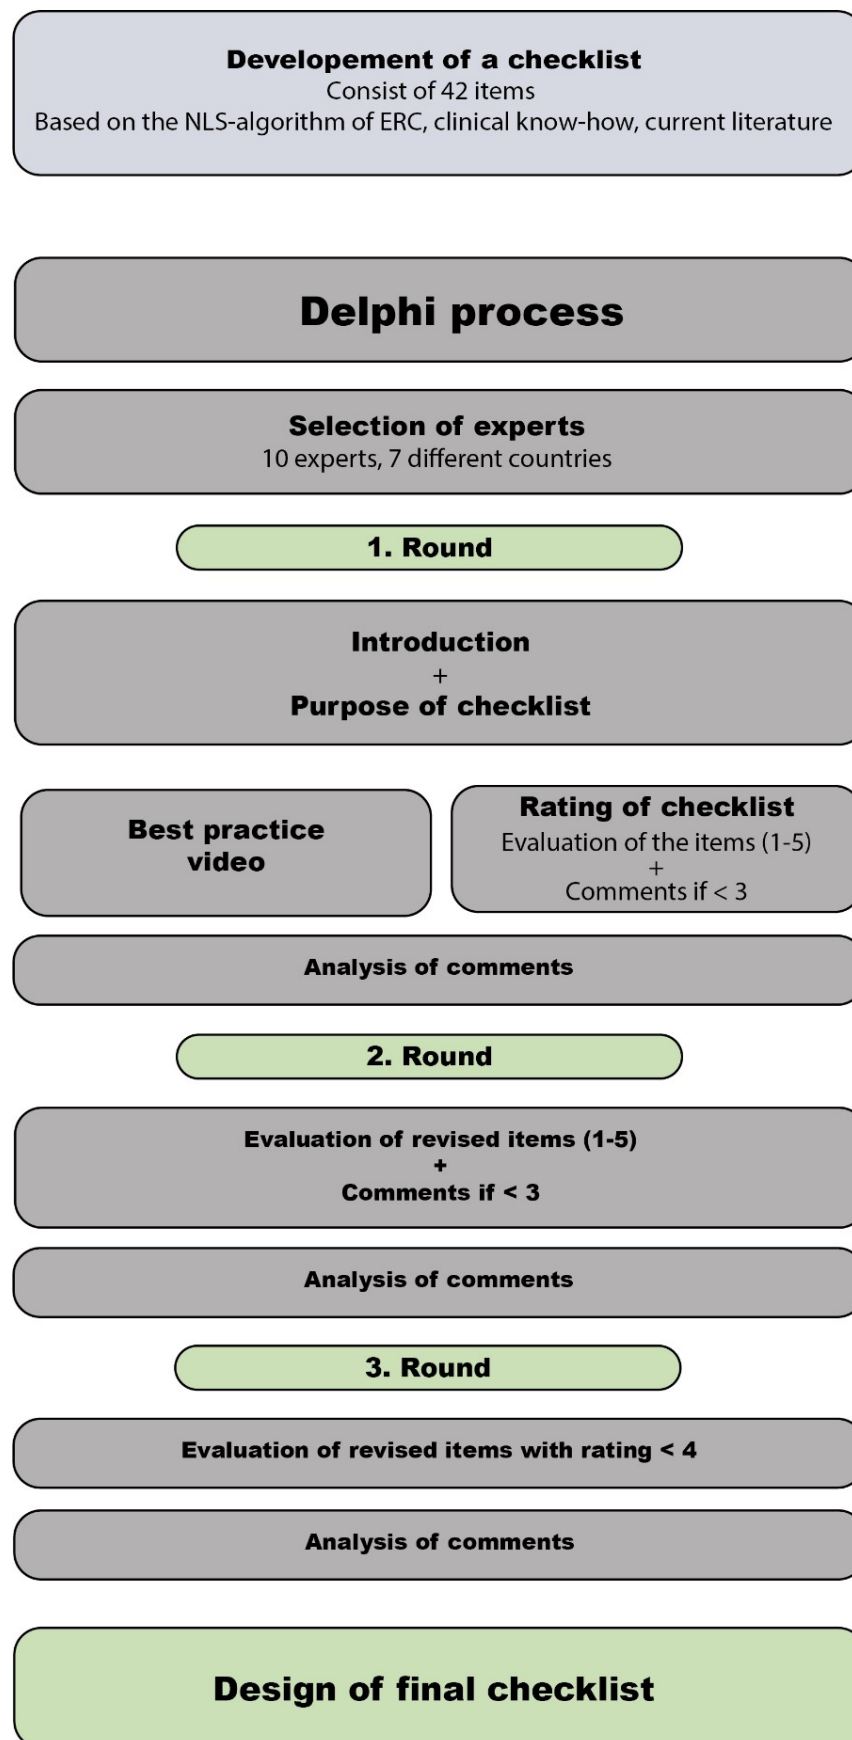 Developement of a checklist
Consist of 42 items
Based on the NLS-algorithm of ERC, clinical know-how, current literature
Delphi process
Selection of experts
10 experts, 7 different countries
1. Round
Introduction
+
Purpose of checklist
Best practice
video
Rating of checklist
Evaluation of the items (1-5)
+
Comments if < 3
Analysis of comments
2. Round
Evaluation of revised items (1-5)
+
Comments if < 3
Analysis of comments
3. Round
Evaluation of revised items with rating < 4
Analysis of comments
Design of final checklist